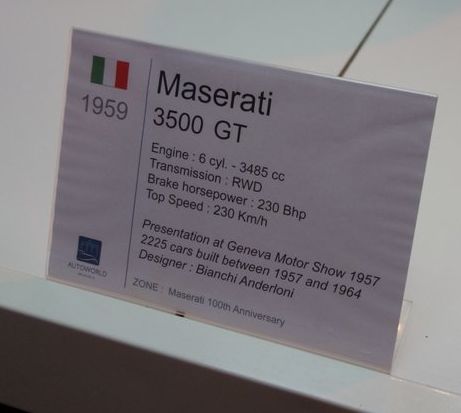 1959
Maserati
3500 GT
Engine : 6 cyl. - 3485 cc
Transmission : RWD
Brake horsepower : 230 Bhp
Top Speed : 230 Km/h
Presentation at Geneva Motor Show 1957
2225 cars built between 1957 and 1964
Designer : Bianchi Anderloni
AUTOWORLD
ZONE : Maserati 100th Anniversary